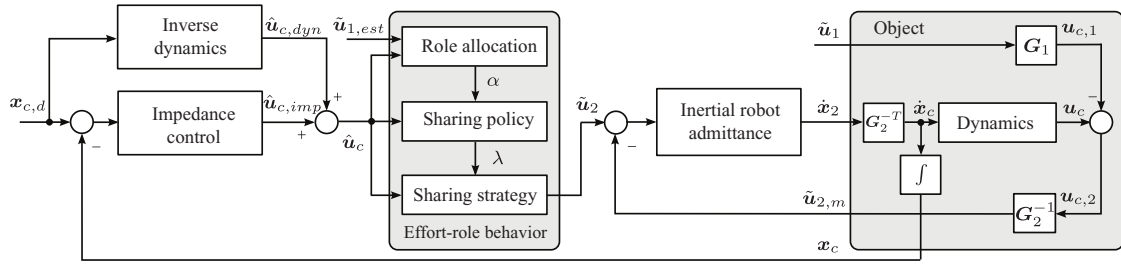 Inverse
dynamics
û_{c,dyn}
ũ_{1,est}
Role allocation
α
x_{c,d}
Impedance
control
û_{c,imp}
+
+
−
û_c
Sharing policy
λ
Sharing strategy
Effort-role behavior
ũ_2
−
Inertial robot
admittance
ẋ_2
ũ_{2,m}
x_c
ũ_1
Object
G_1
u_{c,1}
−
G_2^{-T}
ẋ_c
Dynamics
u_c
∫
G_2^{-1}
u_{c,2}